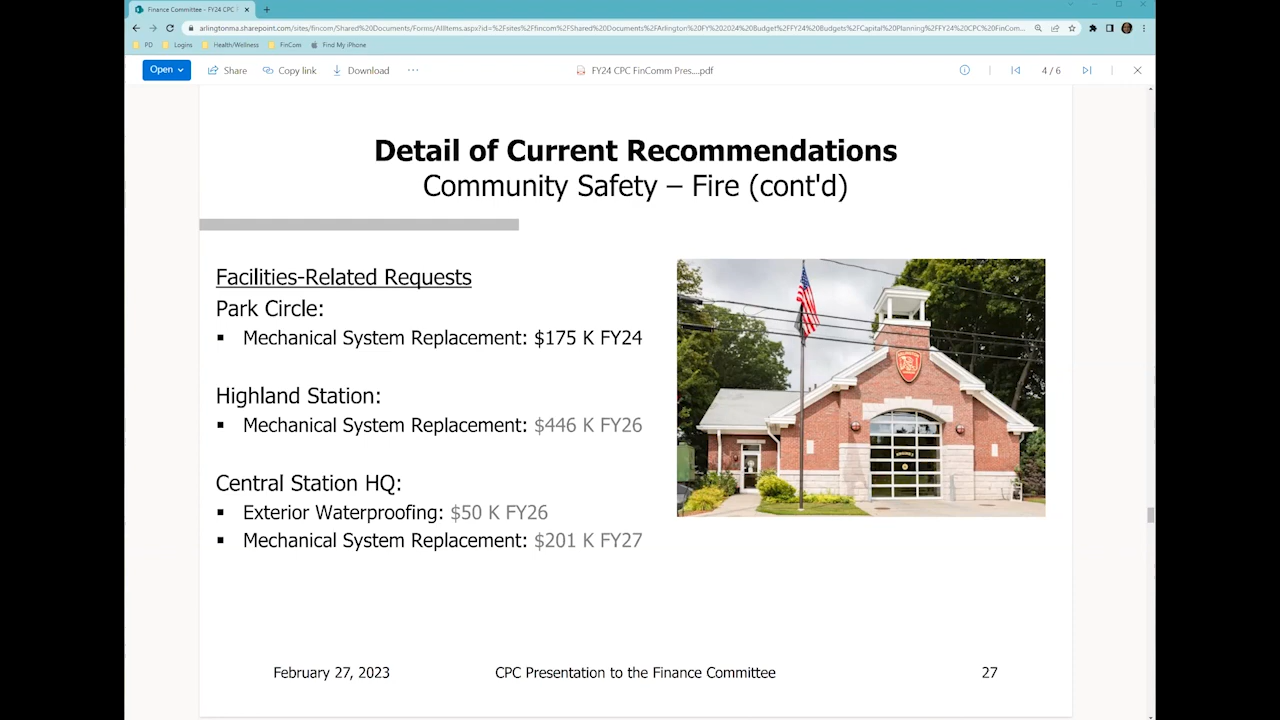 Finance Committee - FY24 CPC F
arlingtonma.sharepoint.com/sites/fincom/Shared%20Documents/Forms/AllItems.aspx?id=%2Fsites%2Ffincom%2FShared%20Documents%2FArlington%20FY%202024%20Budget%2FFY24%20Budgets%2FCapital%20Planning%2FFY24%20CPC%20FinCom...
PD Logins Health/Wellness FinCom Find My iPhone
Open Share Copy link Download ... FY24 CPC FinComm Pres....pdf 4 / 6
Detail of Current Recommendations
Community Safety – Fire (cont'd)
Facilities-Related Requests
Park Circle:
▪ Mechanical System Replacement: $175 K FY24
Highland Station:
▪ Mechanical System Replacement: $446 K FY26
Central Station HQ:
▪ Exterior Waterproofing: $50 K FY26
▪ Mechanical System Replacement: $201 K FY27
February 27, 2023 CPC Presentation to the Finance Committee 27